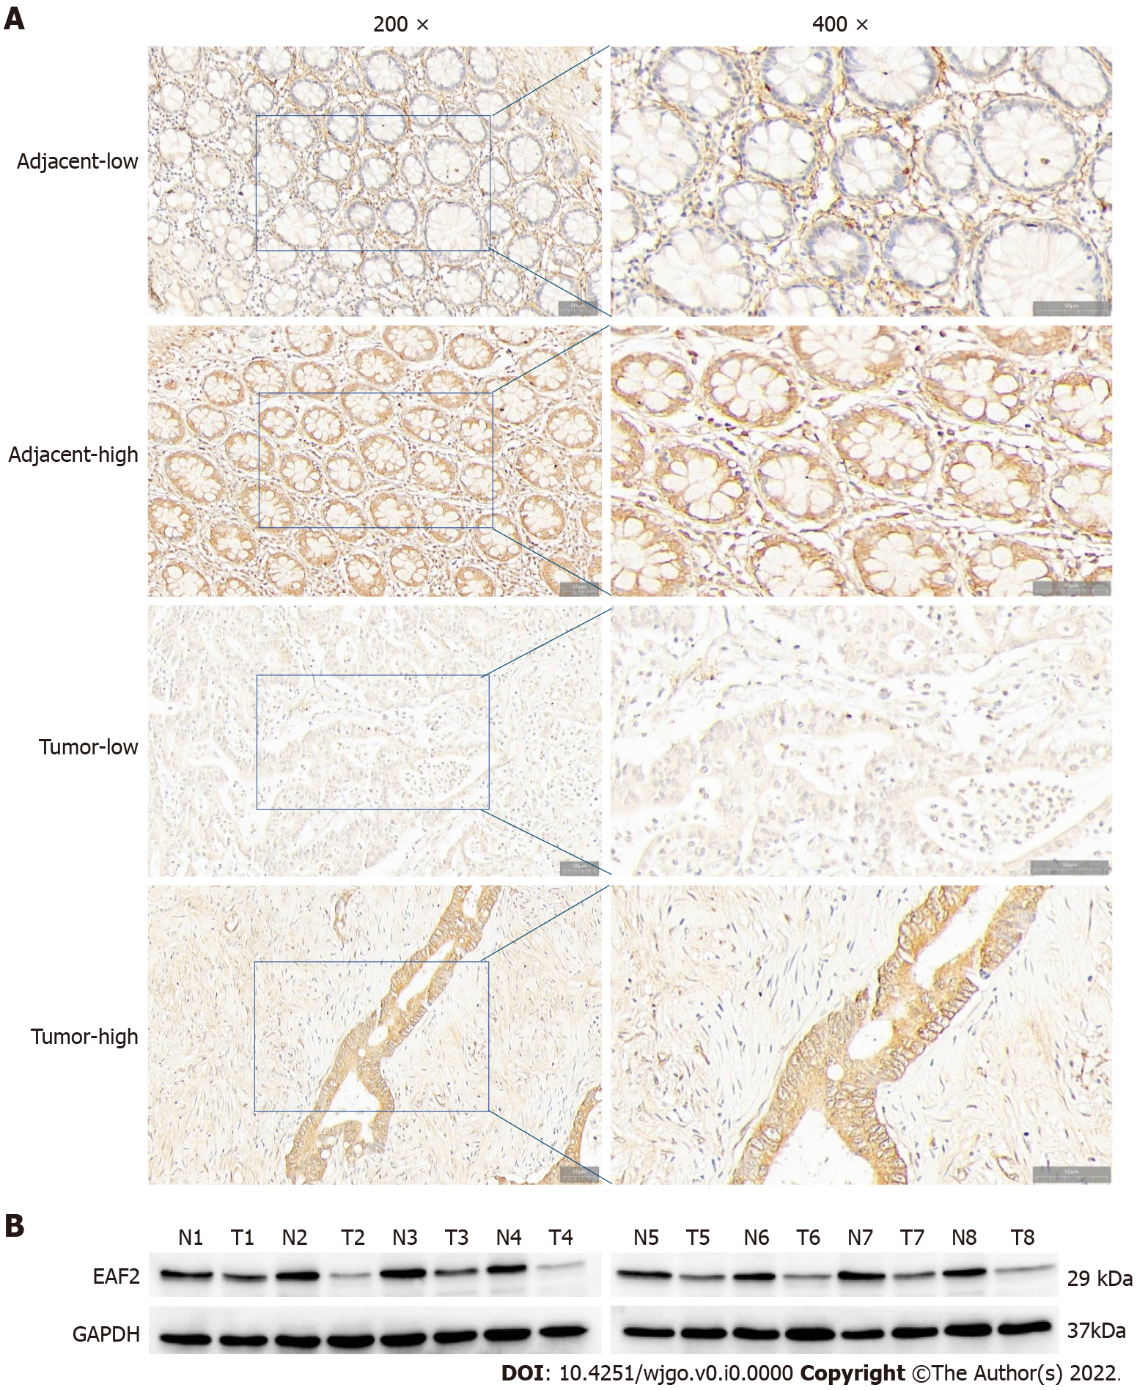 A
200 × 400 ×
Adjacent-low
Adjacent-high
Tumor-low
Tumor-high
B
N1 T1 N2 T2 N3 T3 N4 T4 N5 T5 N6 T6 N7 T7 N8 T8
EAF2 29 kDa
GAPDH 37kDa
DOI: 10.4251/wjgo.v0.i0.0000 Copyright ©The Author(s) 2022.